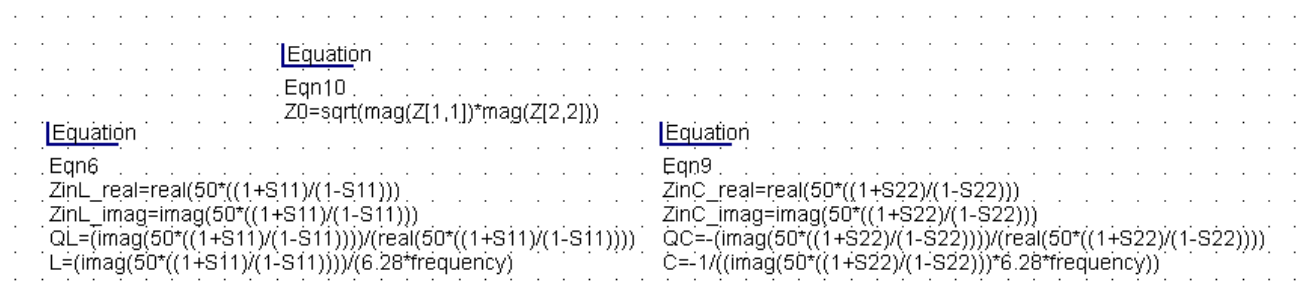 Equation
Eqn10
Z0=sqrt(mag(Z[1,1])*mag(Z[2,2]))
Equation
Eqn6
ZinL_real=real(50*((1+S11)/(1-S11)))
ZinL_imag=imag(50*((1+S11)/(1-S11)))
QL=(imag(50*((1+S11)/(1-S11))))/(real(50*((1+S11)/(1-S11))))
L=(imag(50*((1+S11)/(1-S11))))/(6.28*frequency)
Equation
Eqn9
ZinC_real=real(50*((1+S22)/(1-S22)))
ZinC_imag=imag(50*((1+S22)/(1-S22)))
QC=-(imag(50*((1+S22)/(1-S22))))/(real(50*((1+S22)/(1-S22))))
C=-1/((imag(50*((1+S22)/(1-S22)))*6.28*frequency))